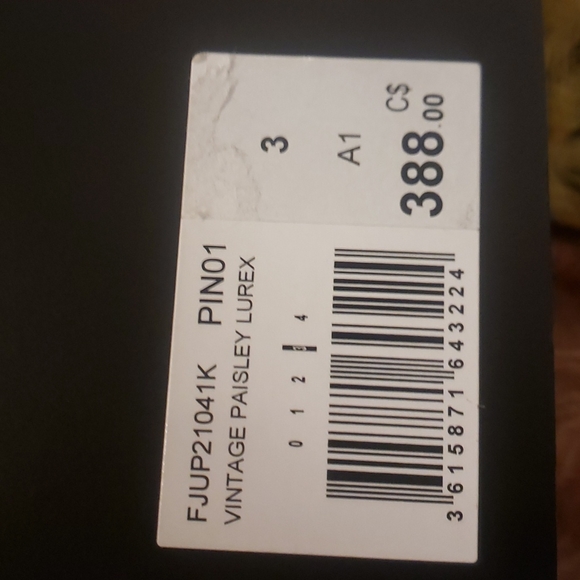 FJUP21041K PIN01
VINTAGE PAISLEY LUREX
0 1 2 3 4
3 615871 643224
3
A1
C$
388.00